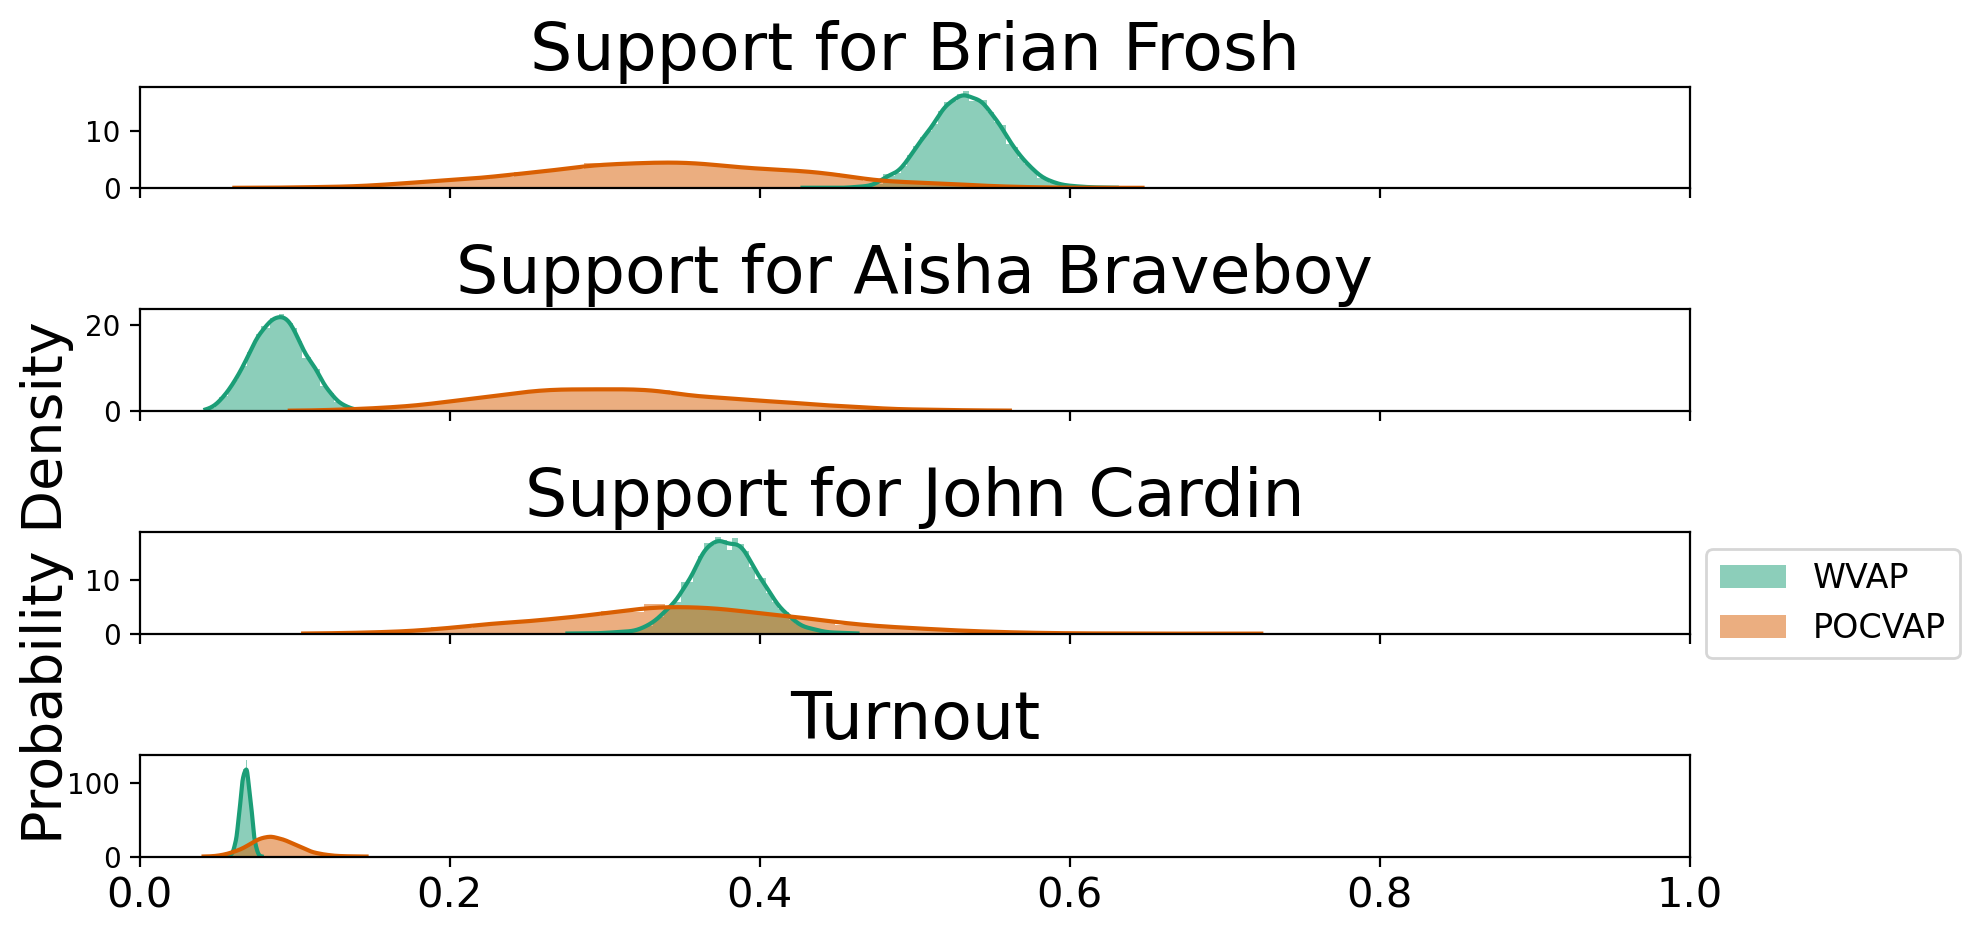 Support for Brian Frosh
10
0
Support for Aisha Braveboy
20
0
Support for John Cardin
10
0
Turnout
100
0
0.0 0.2 0.4 0.6 0.8 1.0
Probability Density
WVAP
POCVAP